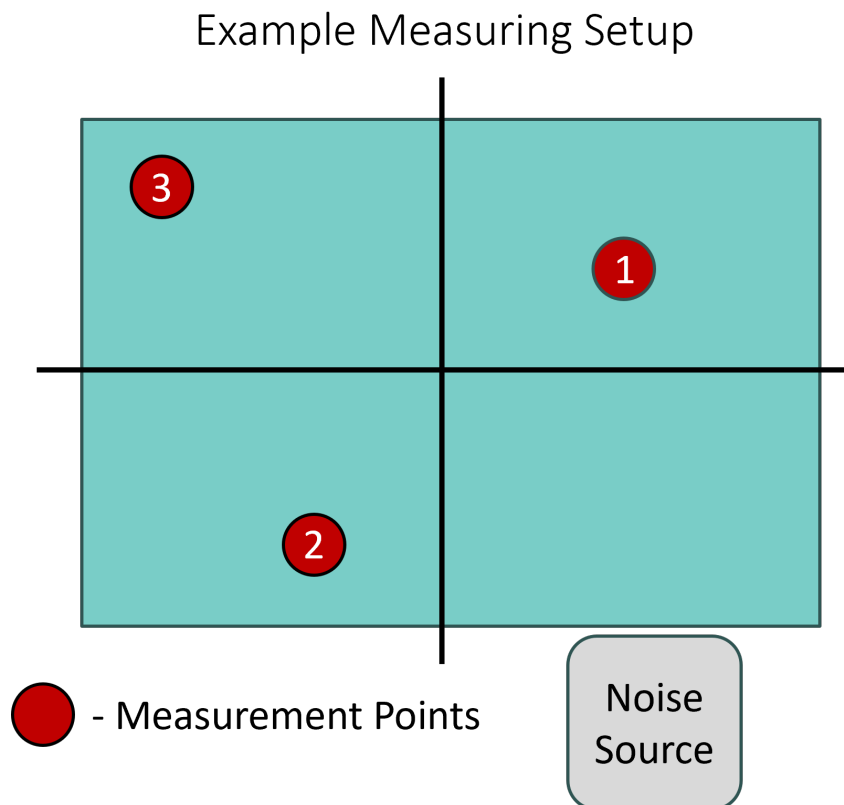 Example Measuring Setup
3
1
2
- Measurement Points
Noise
Source